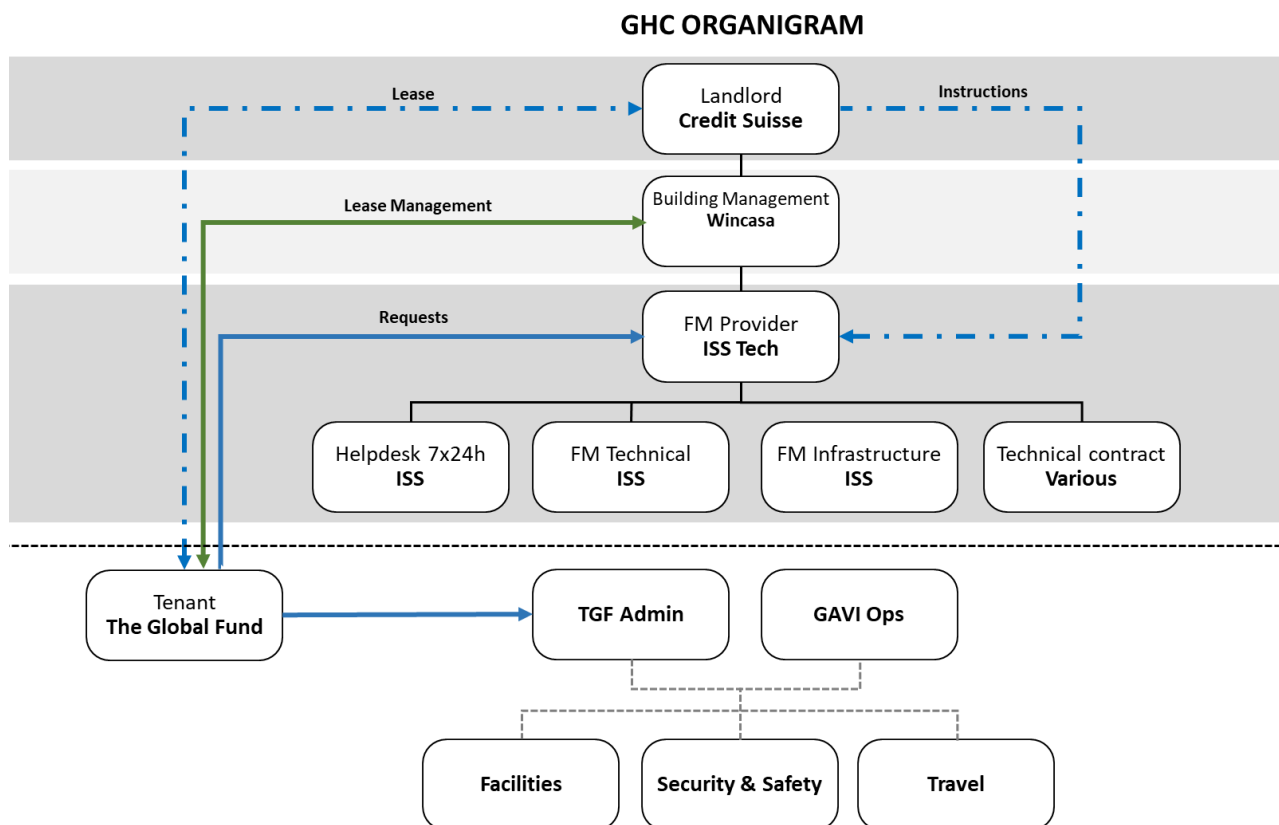 GHC ORGANIGRAM
Lease
Landlord
Credit Suisse
Instructions
Lease Management
Building Management
Wincasa
Requests
FM Provider
ISS Tech
Helpdesk 7x24h
ISS
FM Technical
ISS
FM Infrastructure
ISS
Technical contract
Various
Tenant
The Global Fund
TGF Admin
GAVI Ops
Facilities
Security & Safety
Travel